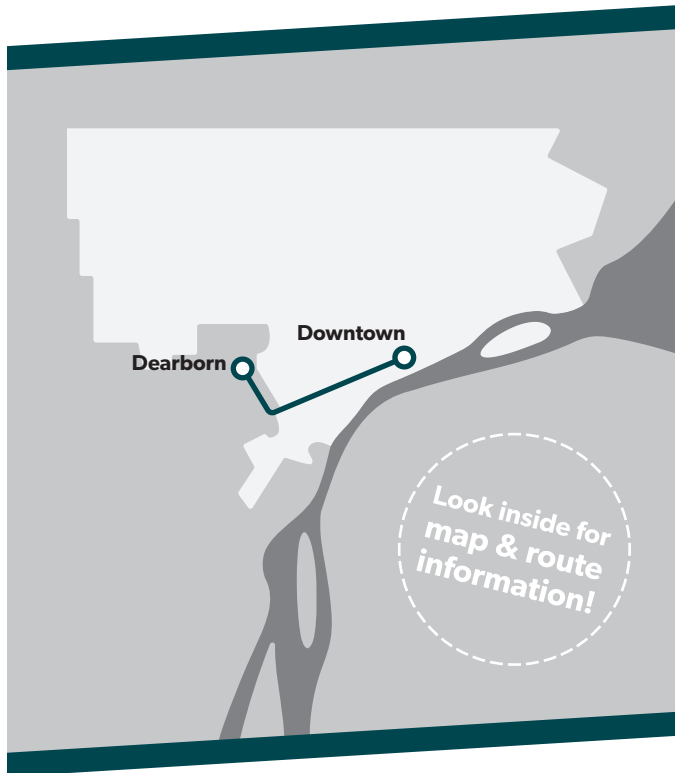 Downtown
Dearborn
Look inside for
map & route
information!